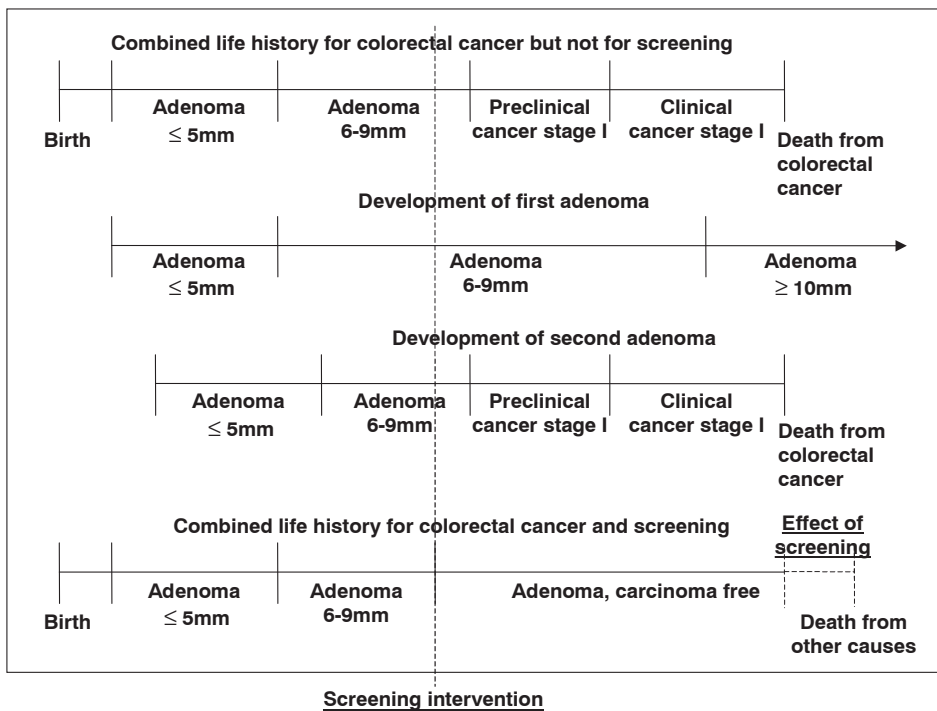 Combined life history for colorectal cancer but not for screening
Birth
Adenoma
≤ 5mm
Adenoma
6-9mm
Preclinical
cancer stage I
Clinical
cancer stage I
Death from
colorectal
cancer
Development of first adenoma
Adenoma
≤ 5mm
Adenoma
6-9mm
Adenoma
≥ 10mm
Development of second adenoma
Adenoma
≤ 5mm
Adenoma
6-9mm
Preclinical
cancer stage I
Clinical
cancer stage I
Death from
colorectal
cancer
Combined life history for colorectal cancer and screening
Effect of
screening
Birth
Adenoma
≤ 5mm
Adenoma
6-9mm
Adenoma, carcinoma free
Death from
other causes
Screening intervention